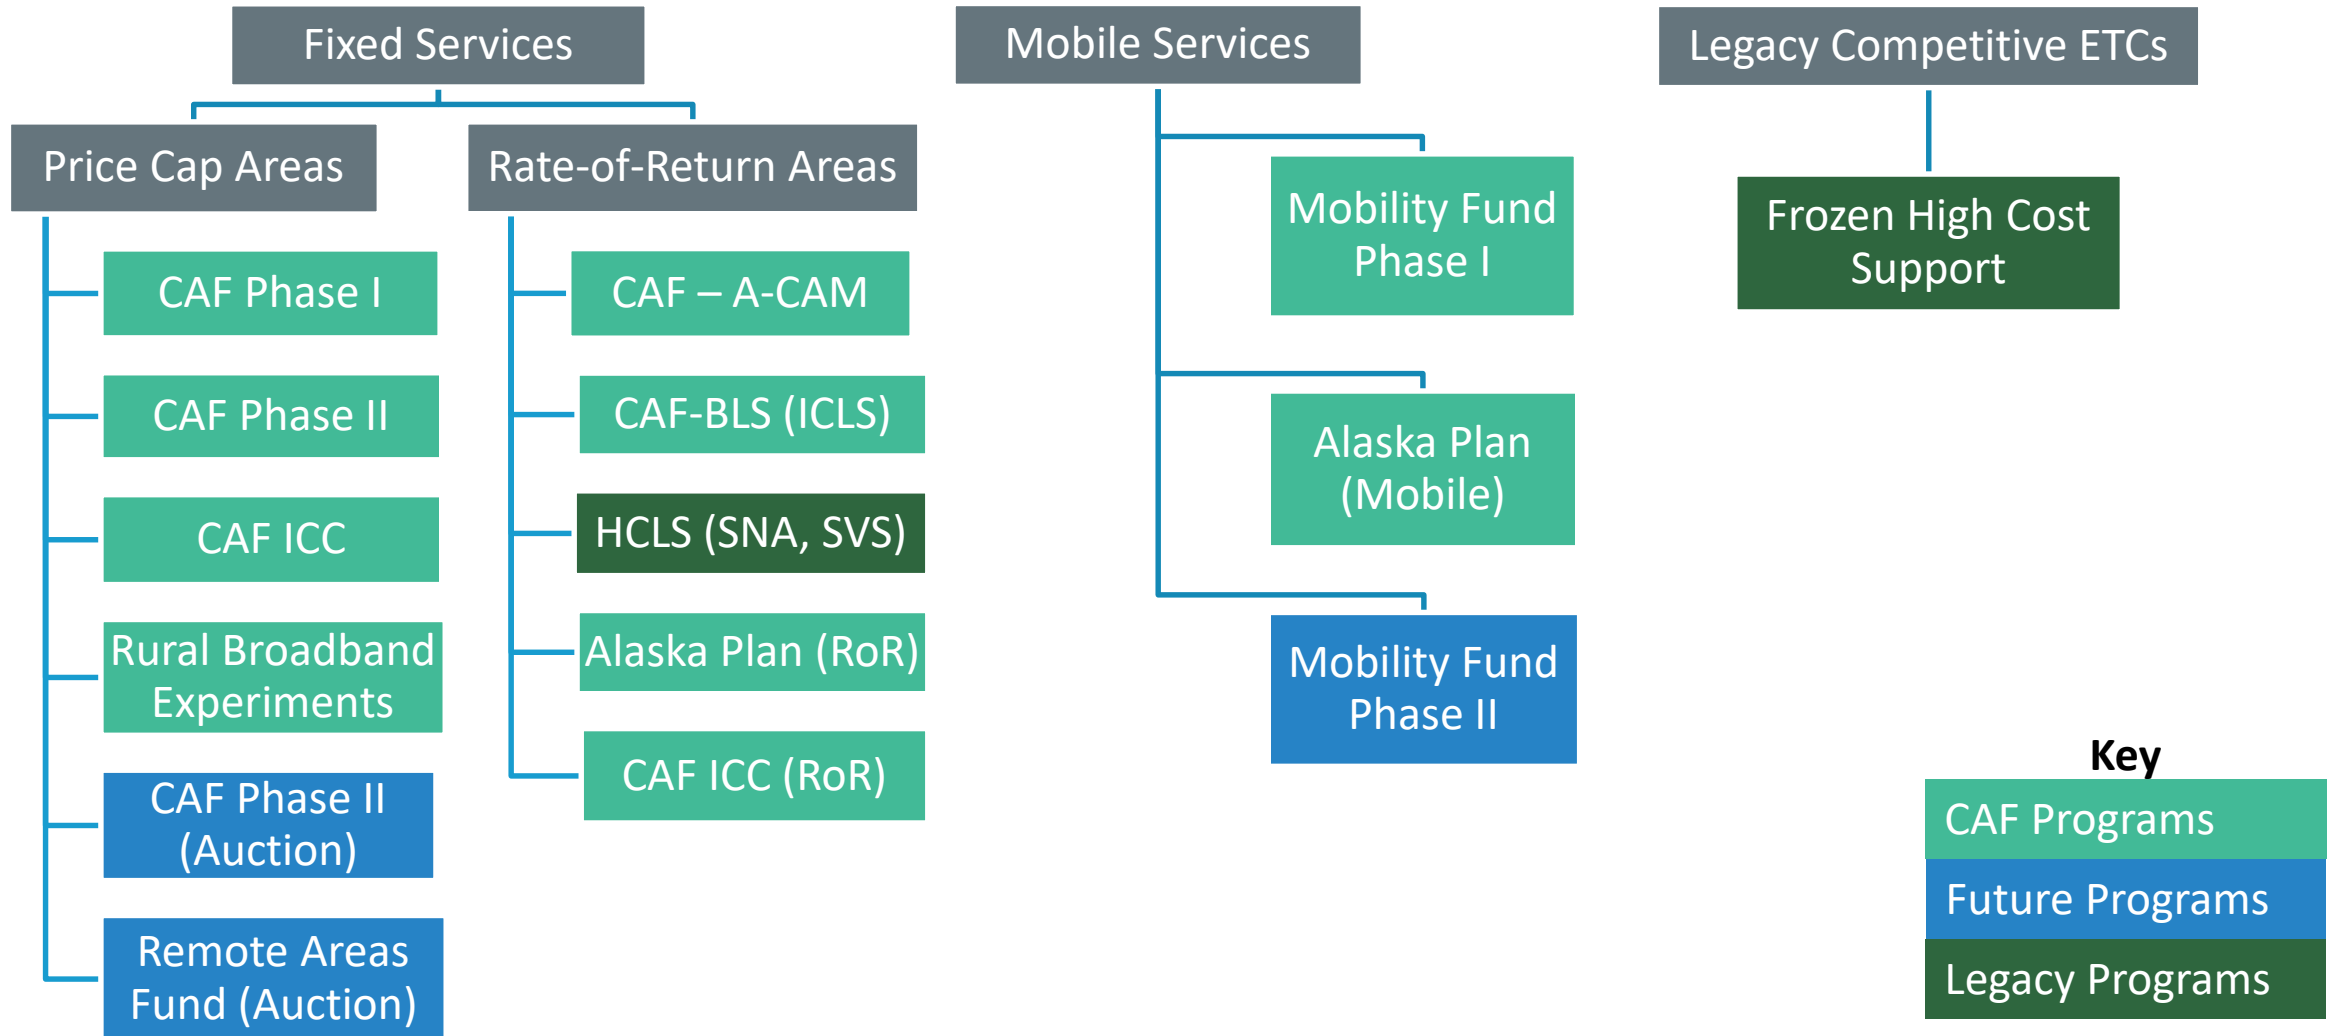 Fixed Services
Price Cap Areas
CAF Phase I
CAF Phase II
CAF ICC
Rural Broadband
Experiments
CAF Phase II
(Auction)
Remote Areas
Fund (Auction)
Rate-of-Return Areas
CAF – A-CAM
CAF-BLS (ICLS)
HCLS (SNA, SVS)
Alaska Plan (RoR)
CAF ICC (RoR)
Mobile Services
Mobility Fund
Phase I
Alaska Plan
(Mobile)
Mobility Fund
Phase II
Legacy Competitive ETCs
Frozen High Cost
Support
Key
CAF Programs
Future Programs
Legacy Programs